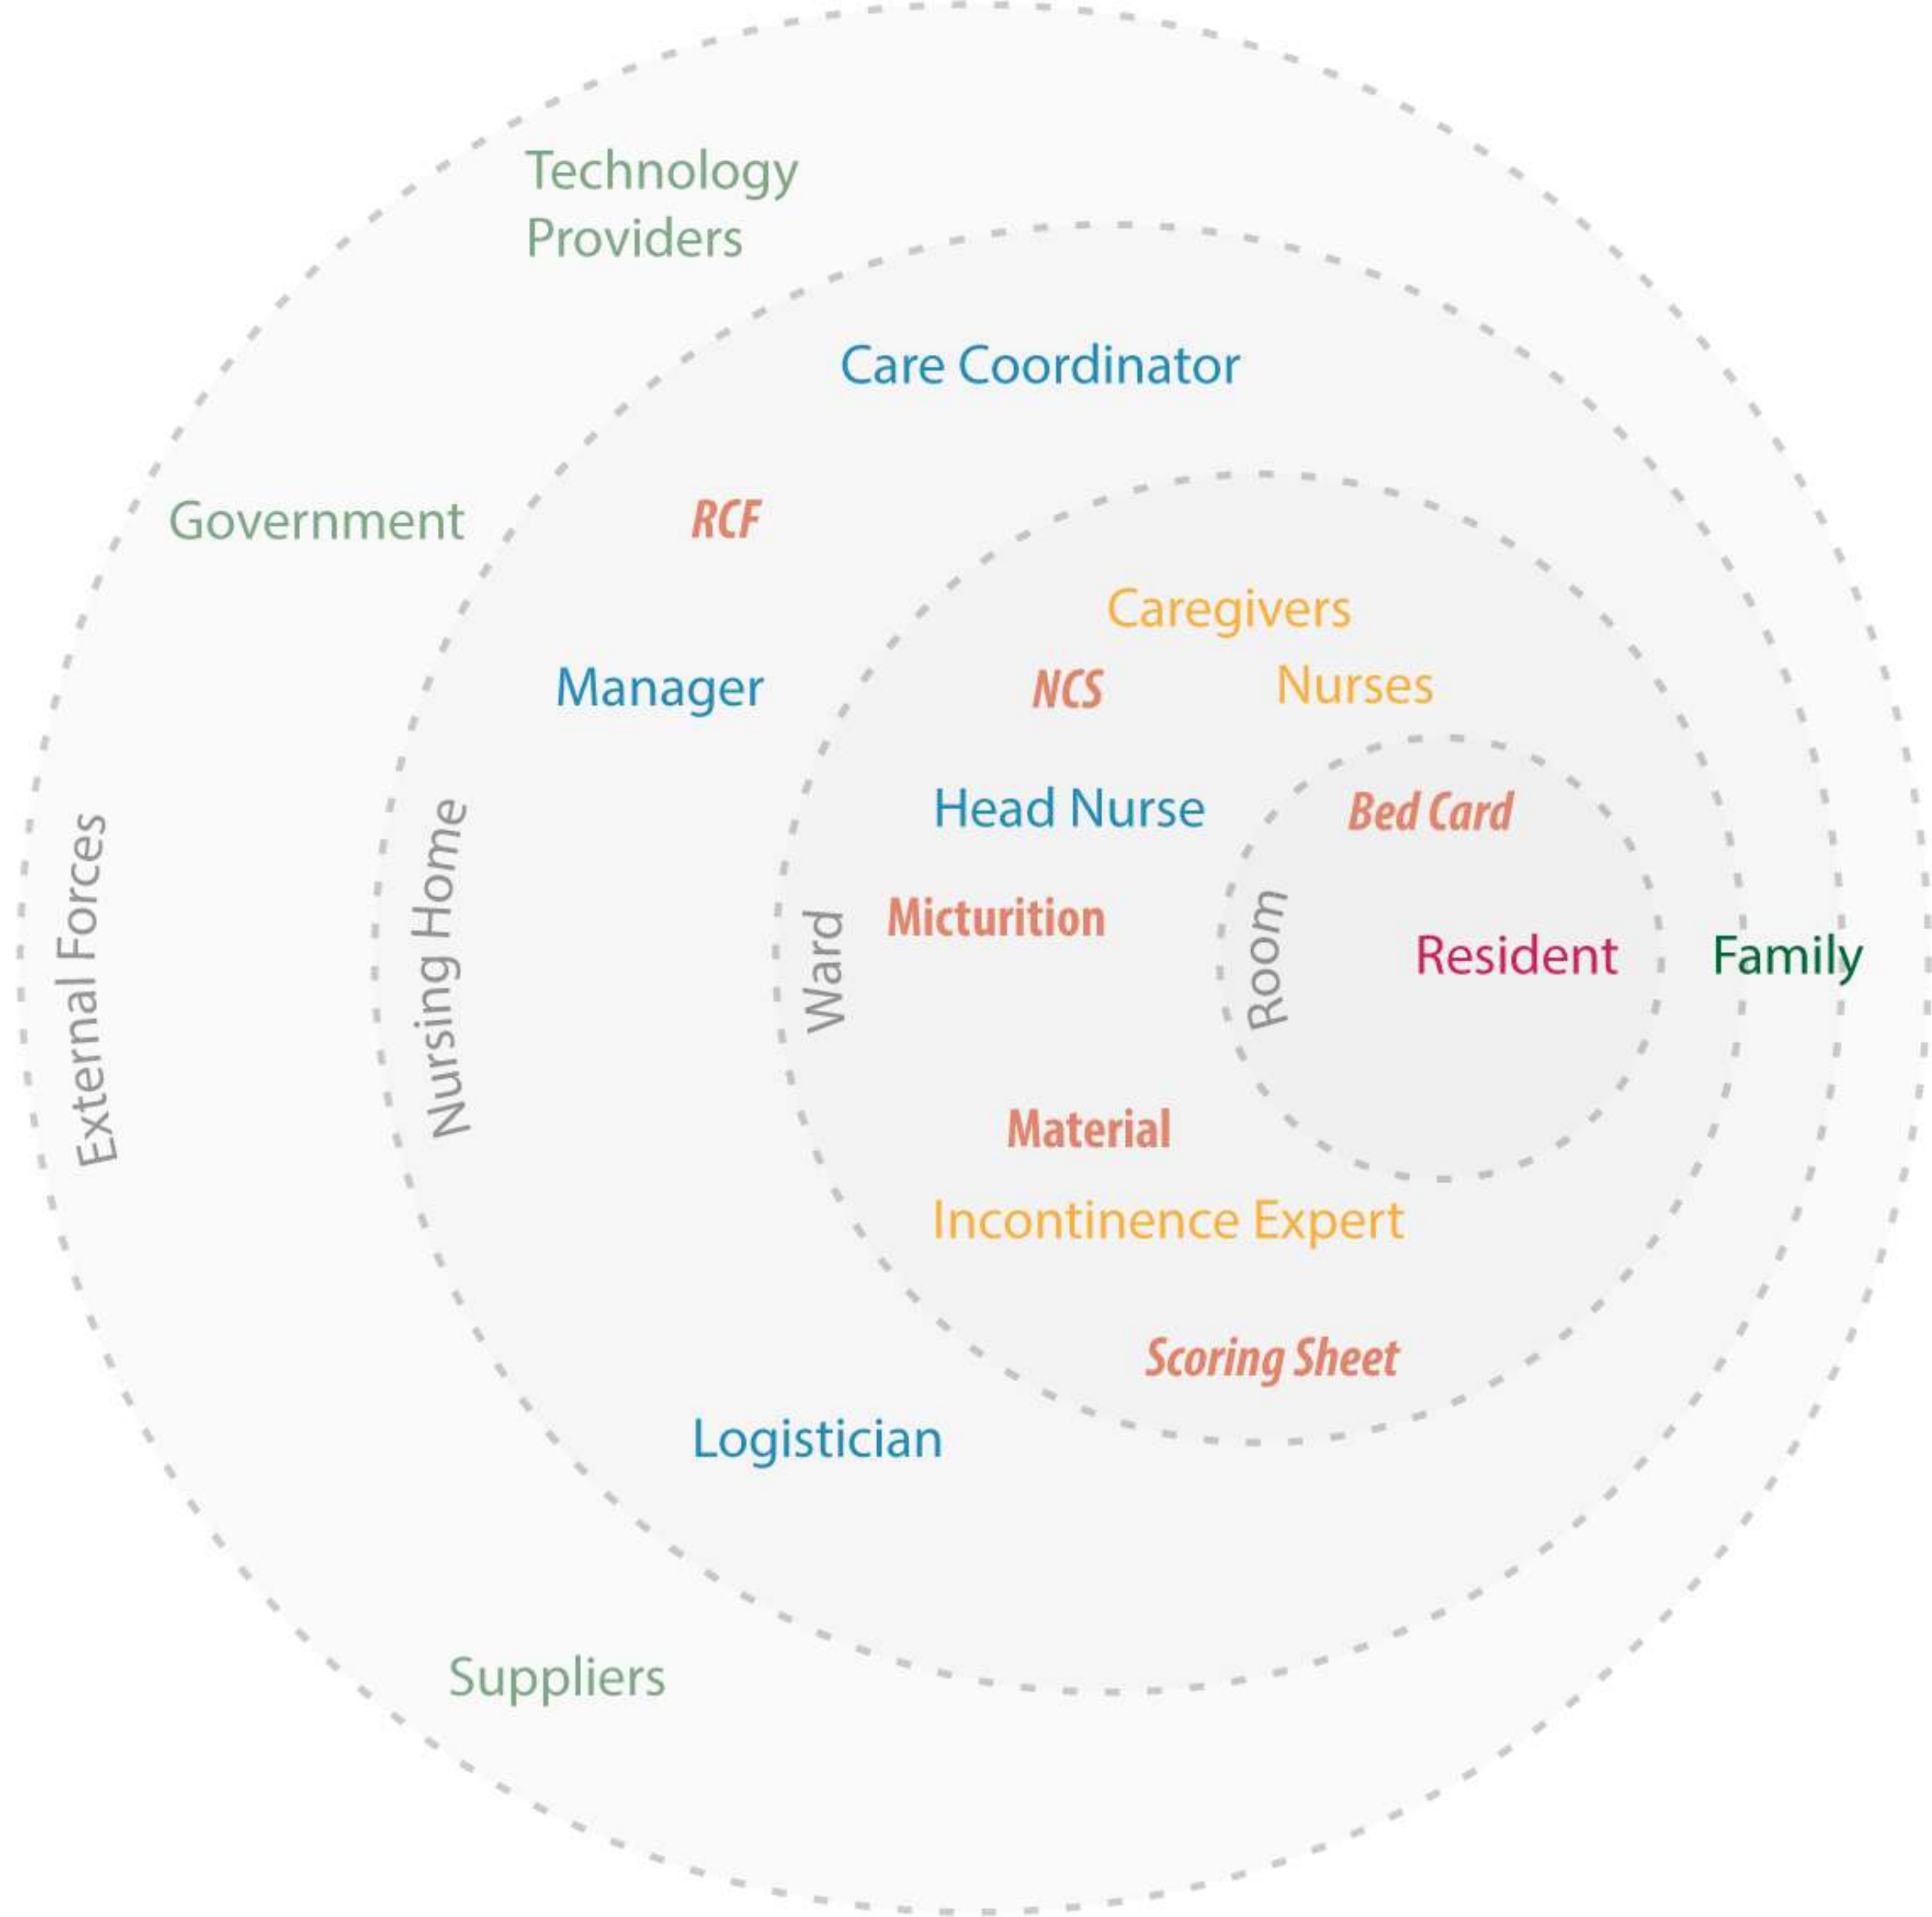 Technology
Providers
Care Coordinator
Government
RCF
Caregivers
Manager
NCS
Nurses
Head Nurse
Bed Card
External Forces
Nursing Home
Ward
Micturition
Room
Resident
Family
Material
Incontinence Expert
Scoring Sheet
Logistician
Suppliers